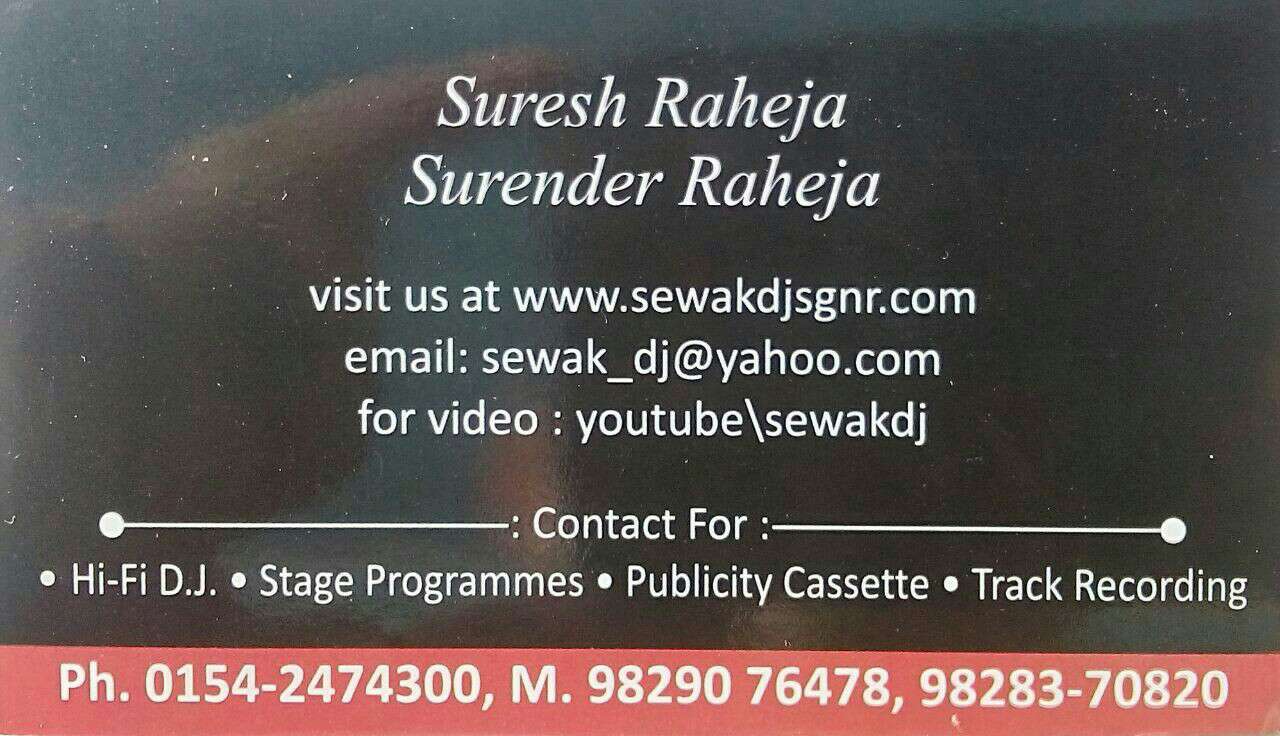 Suresh Raheja
Surender Raheja
visit us at www.sewakdjsgnr.com
email: sewak_dj@yahoo.com
for video : youtube\sewakdj
: Contact For :
• Hi-Fi D.J. • Stage Programmes • Publicity Cassette • Track Recording
Ph. 0154-2474300, M. 98290 76478, 98283-70820